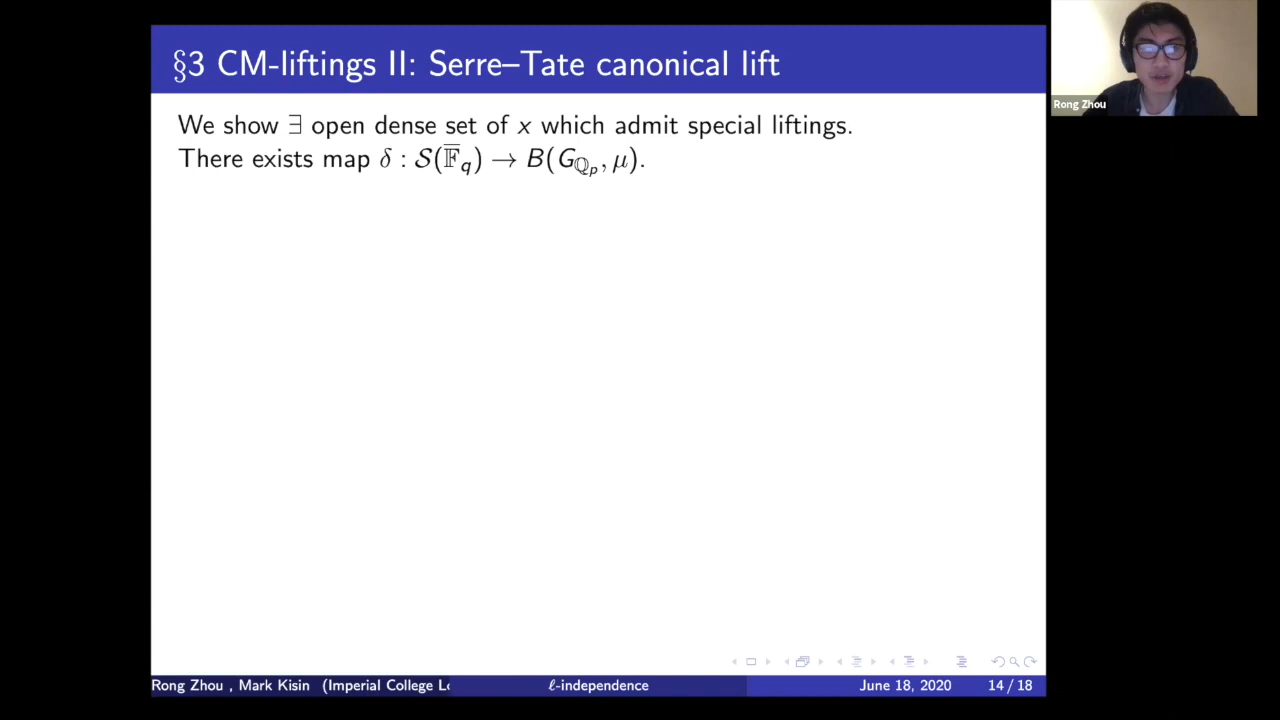 §3 CM-liftings II: Serre–Tate canonical lift
Rong Zhou
We show ∃ open dense set of x which admit special liftings.
There exists map δ : 𝒮(𝔽̄_q) → B(G_{ℚ_p}, μ).
Rong Zhou , Mark Kisin (Imperial College Lo
ℓ-independence
June 18, 2020
14 / 18